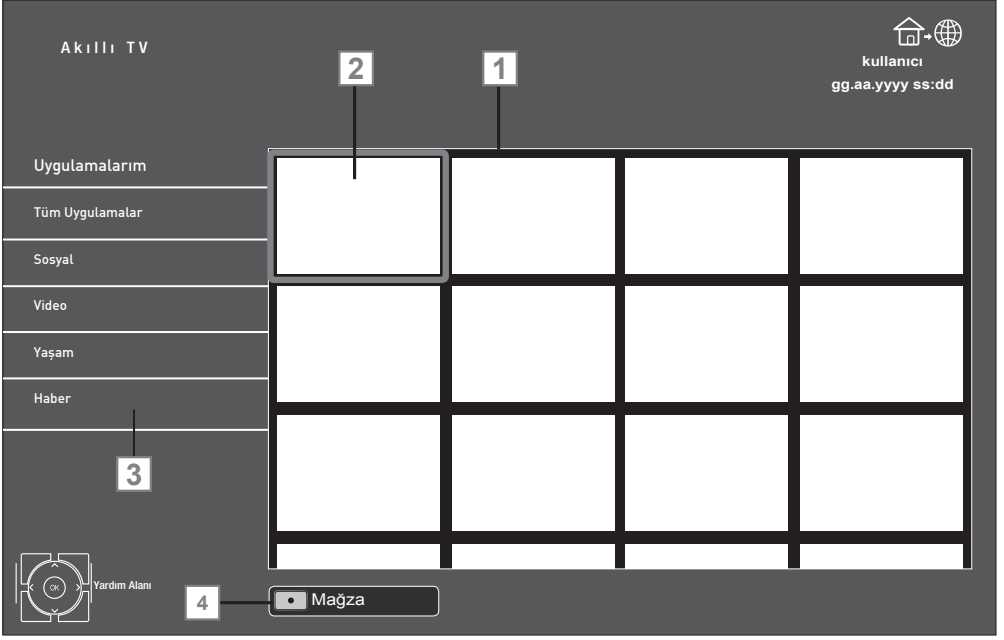 Akıllı TV
kullanıcı
gg.aa.yyyy ss:dd
2
1
Uygulamalarım
Tüm Uygulamalar
Sosyal
Video
Yaşam
Haber
3
OK
Yardım Alanı
4
Mağza